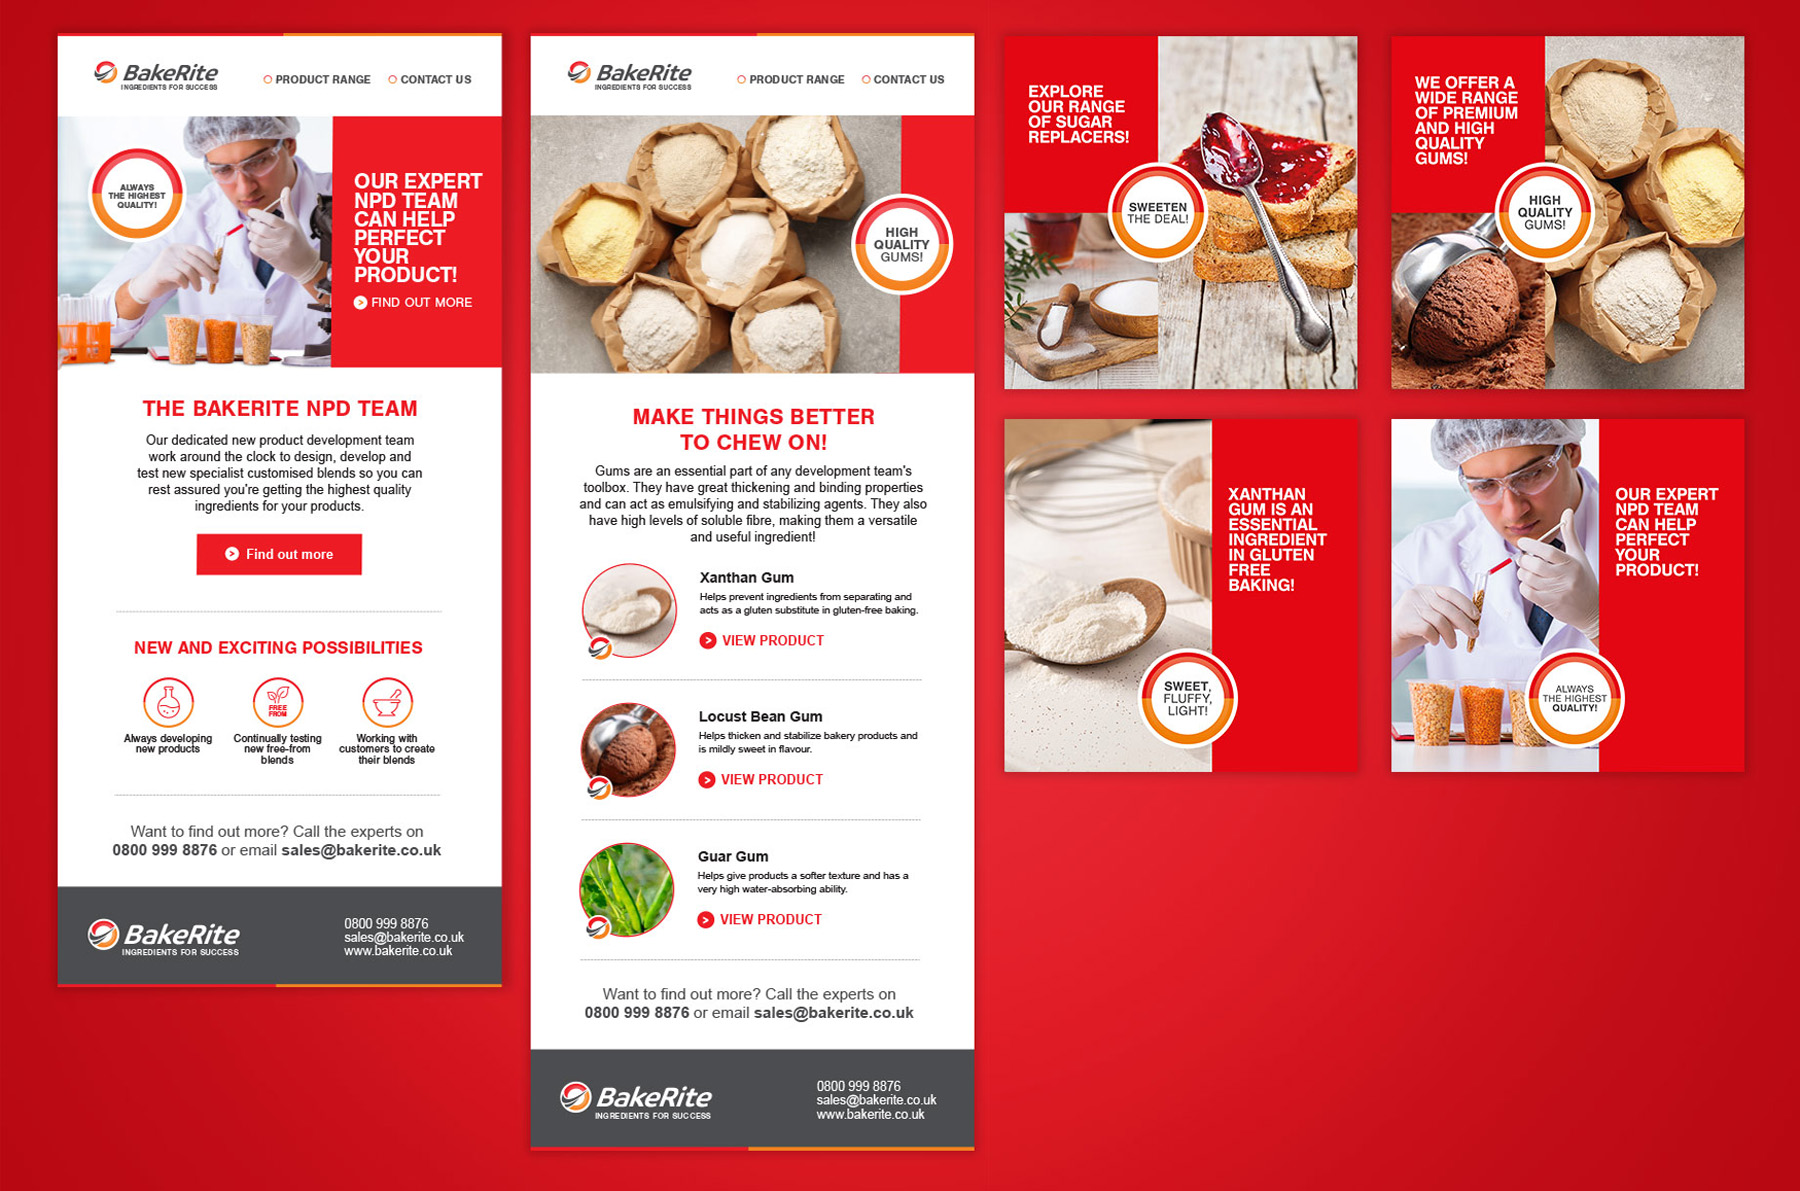 BakeRite
INGREDIENTS FOR SUCCESS
PRODUCT RANGE
CONTACT US
ALWAYS
THE HIGHEST
QUALITY!
OUR EXPERT
NPD TEAM
CAN HELP
PERFECT
YOUR
PRODUCT!
FIND OUT MORE
THE BAKERITE NPD TEAM
Our dedicated new product development team
work around the clock to design, develop and
test new specialist customised blends so you can
rest assured you're getting the highest quality
ingredients for your products.
Find out more
NEW AND EXCITING POSSIBILITIES
FREE
FROM
Always developing
new products
Continually testing
new free-from
blends
Working with
customers to create
their blends
Want to find out more? Call the experts on
0800 999 8876 or email sales@bakerite.co.uk
BakeRite
INGREDIENTS FOR SUCCESS
0800 999 8876
sales@bakerite.co.uk
www.bakerite.co.uk
BakeRite
INGREDIENTS FOR SUCCESS
PRODUCT RANGE
CONTACT US
HIGH
QUALITY
GUMS!
MAKE THINGS BETTER
TO CHEW ON!
Gums are an essential part of any development team's
toolbox. They have great thickening and binding properties
and can act as emulsifying and stabilizing agents. They also
have high levels of soluble fibre, making them a versatile
and useful ingredient!
Xanthan Gum
Helps prevent ingredients from separating and
acts as a gluten substitute in gluten-free baking.
VIEW PRODUCT
Locust Bean Gum
Helps thicken and stabilize bakery products and
is mildly sweet in flavour.
VIEW PRODUCT
Guar Gum
Helps give products a softer texture and has a
very high water-absorbing ability.
VIEW PRODUCT
Want to find out more? Call the experts on
0800 999 8876 or email sales@bakerite.co.uk
BakeRite
INGREDIENTS FOR SUCCESS
0800 999 8876
sales@bakerite.co.uk
www.bakerite.co.uk
EXPLORE
OUR RANGE
OF SUGAR
REPLACERS!
SWEETEN
THE DEAL!
WE OFFER A
WIDE RANGE
OF PREMIUM
AND HIGH
QUALITY
GUMS!
HIGH
QUALITY
GUMS!
XANTHAN
GUM IS AN
ESSENTIAL
INGREDIENT
IN GLUTEN
FREE
BAKING!
SWEET,
FLUFFY,
LIGHT!
OUR EXPERT
NPD TEAM
CAN HELP
PERFECT
YOUR
PRODUCT!
ALWAYS
THE HIGHEST
QUALITY!